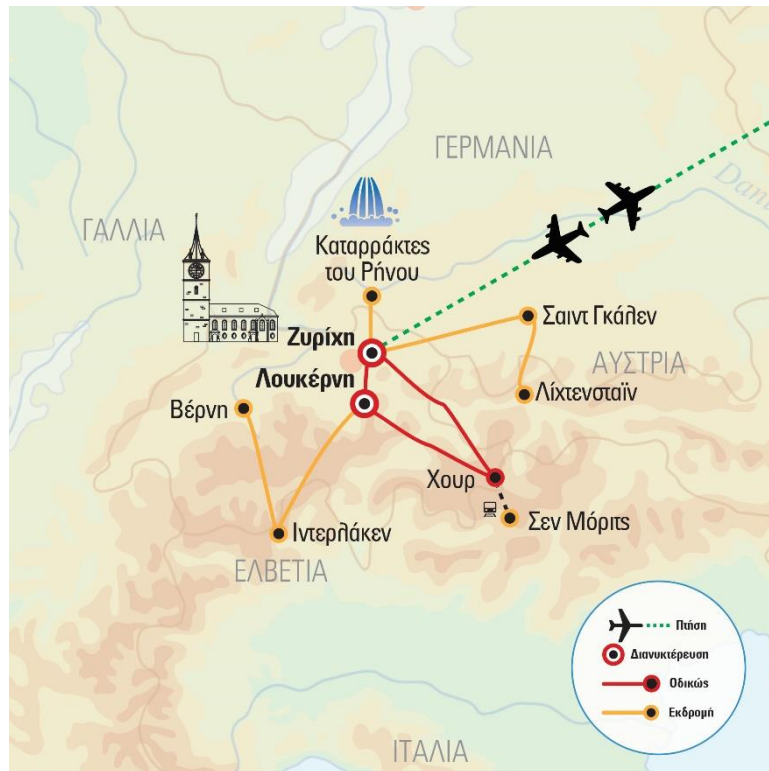 ΓΕΡΜΑΝΙΑ
ΓΑΛΛΙΑ
Καταρράκτες
του Ρήνου
Ζυρίχη
Σαιντ Γκάλεν
ΑΥΣΤΡΙΑ
Λουκέρνη
Λίχτενσταϊν
Βέρνη
Χουρ
Σεν Μόριτς
Ιντερλάκεν
ΕΛΒΕΤΙΑ
ΙΤΑΛΙΑ
Πτήση
Διανυκτέρευση
Οδικώς
Εκδρομή